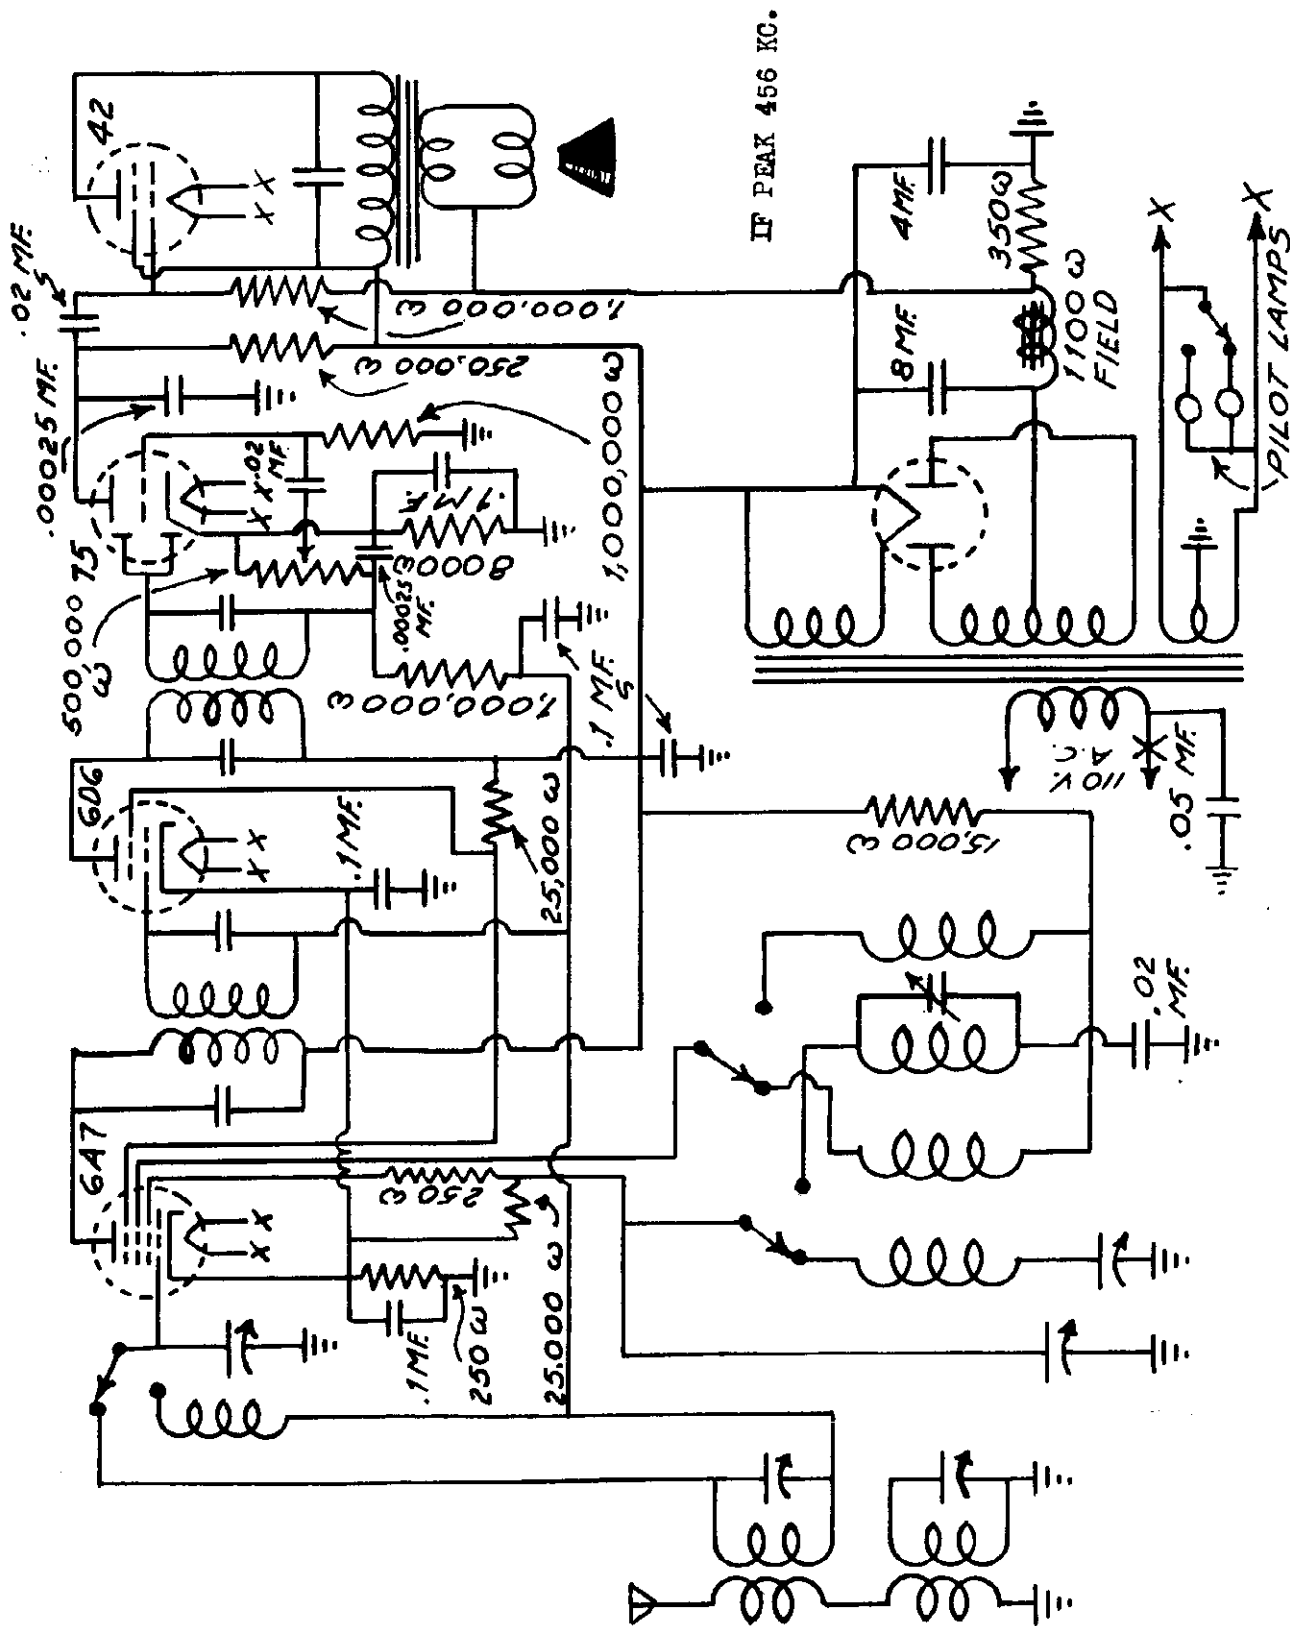 6A7
6D6
75
42
X X
X X
X X
X X
.02 MF.
.00025 MF.
500,000
ω
.02
MF.
.1 MF.
8000 ω
.00025
MF.
1,000,000 ω
250,000 ω
1,000,000 ω
1,000,000 ω
.1 MF.
S
.1 MF.
25,000 ω
250 ω
.1 MF.
250 ω
25,000 ω
IF PEAK 456 KC.
4 MF.
8 MF.
350 ω
1100 ω
FIELD
X
X
PILOT LAMPS
110 V.
A.C.
.05 MF.
15,000 ω
.02
MF.